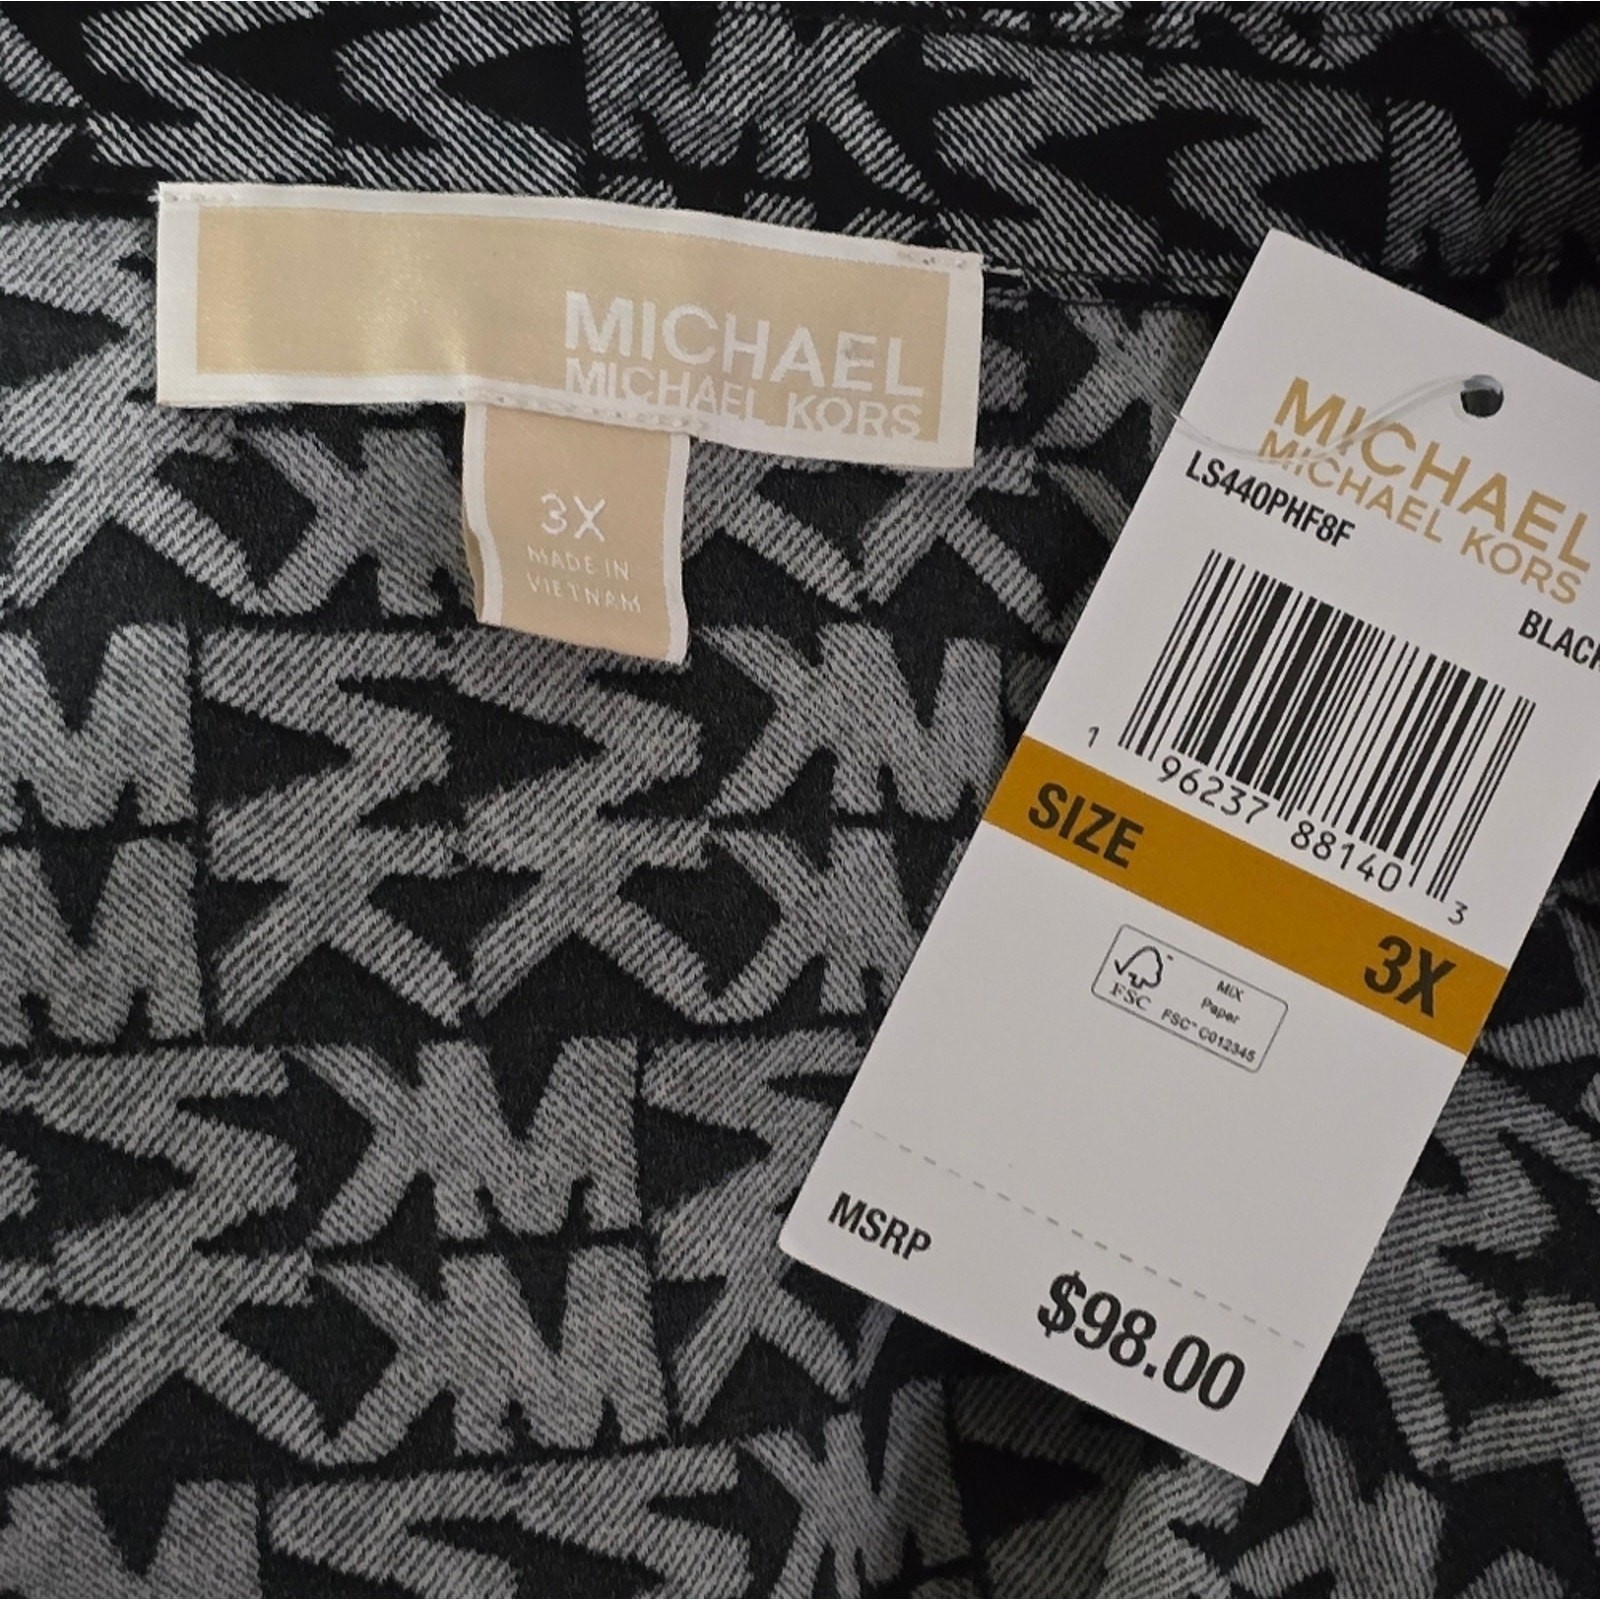 MICHAEL
MICHAEL KORS
3X
MADE IN
VIETNAM
MICHAEL
MICHAEL KORS
LS440PHF8F
BLACK
1 96237 88140 3
SIZE
3X
FSC
MIX
Paper
FSC™ C012345
MSRP
$98.00